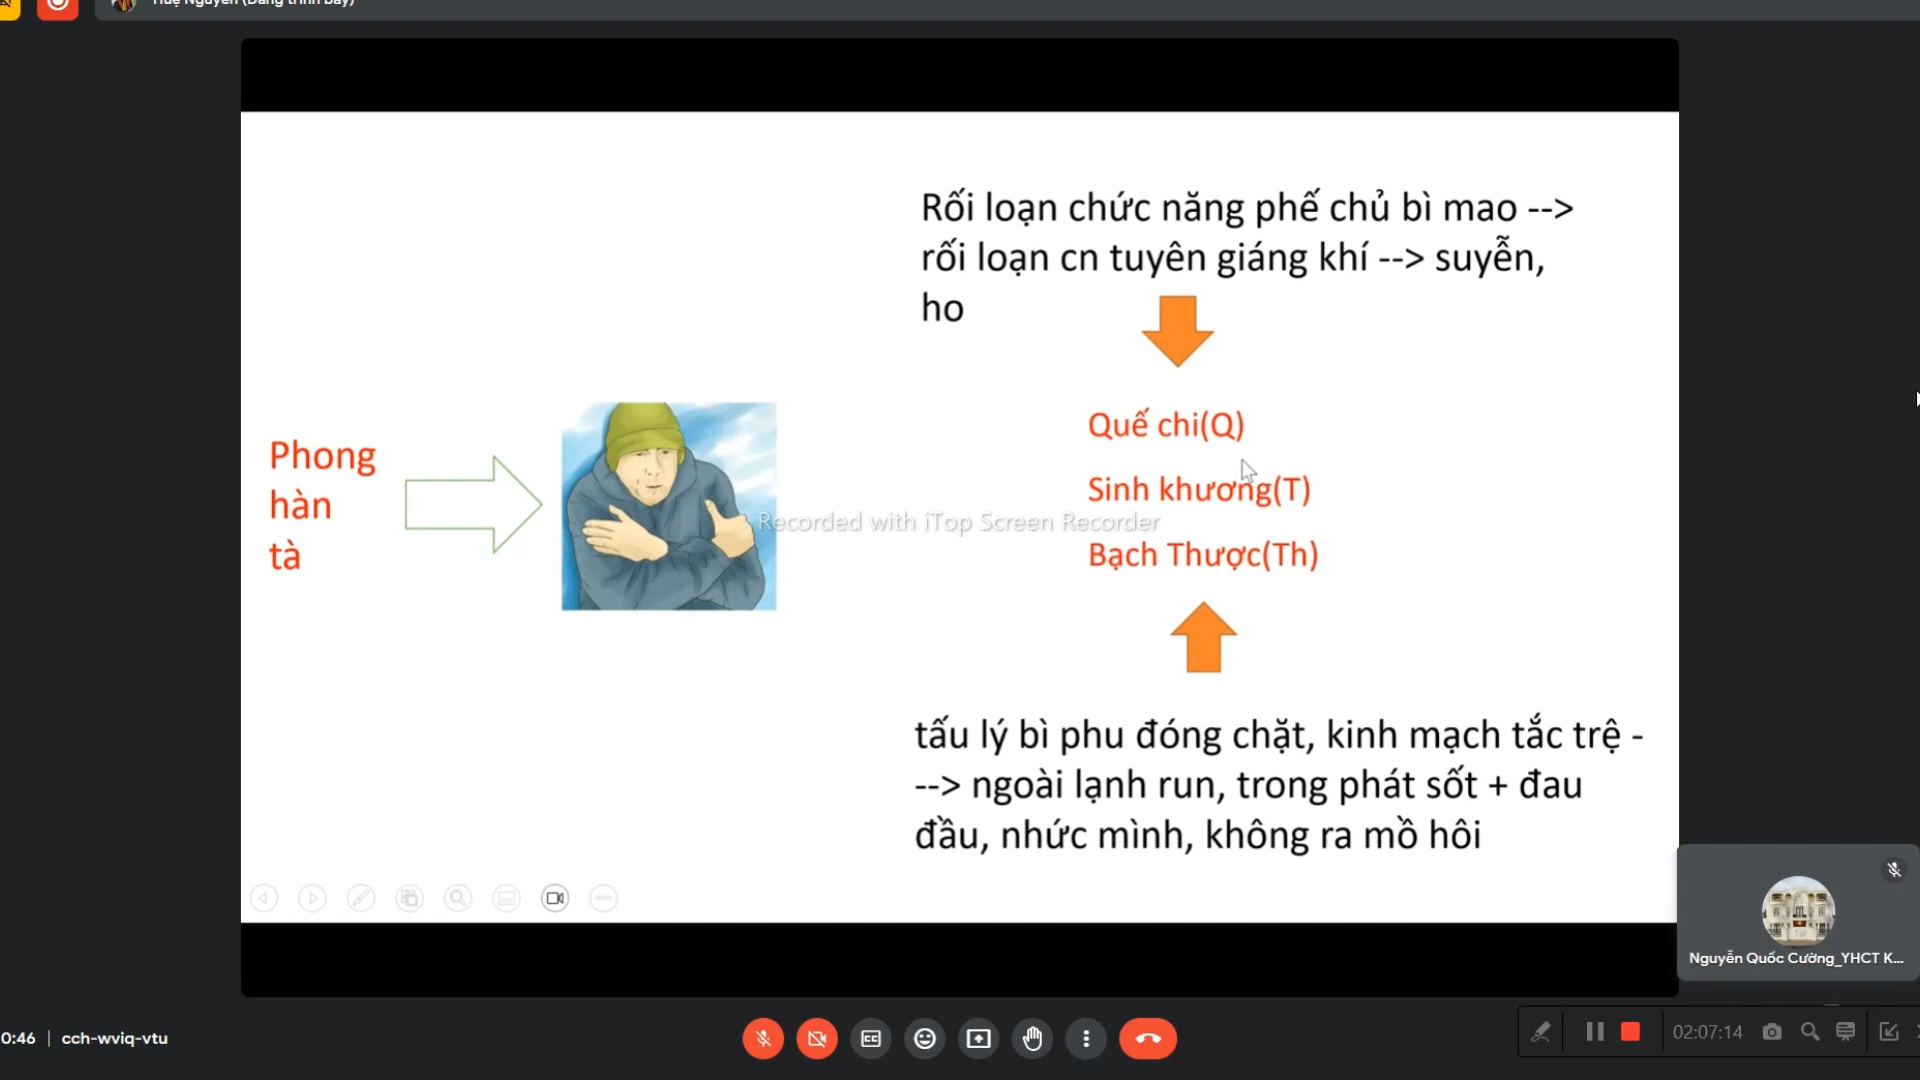 Huệ Nguyễn (Đang trình bày)
Rối loạn chức năng phế chủ bì mao -->
rối loạn cn tuyên giáng khí --> suyễn,
ho
Quế chi(Q)
Sinh khương(T)
Bạch Thược(Th)
Phong
hàn
tà
Recorded with iTop Screen Recorder
tấu lý bì phu đóng chặt, kinh mạch tắc trệ -
--> ngoài lạnh run, trong phát sốt + đau
đầu, nhức mình, không ra mồ hôi
Nguyễn Quốc Cường_YHCT K...
0:46 | cch-wviq-vtu
02:07:14